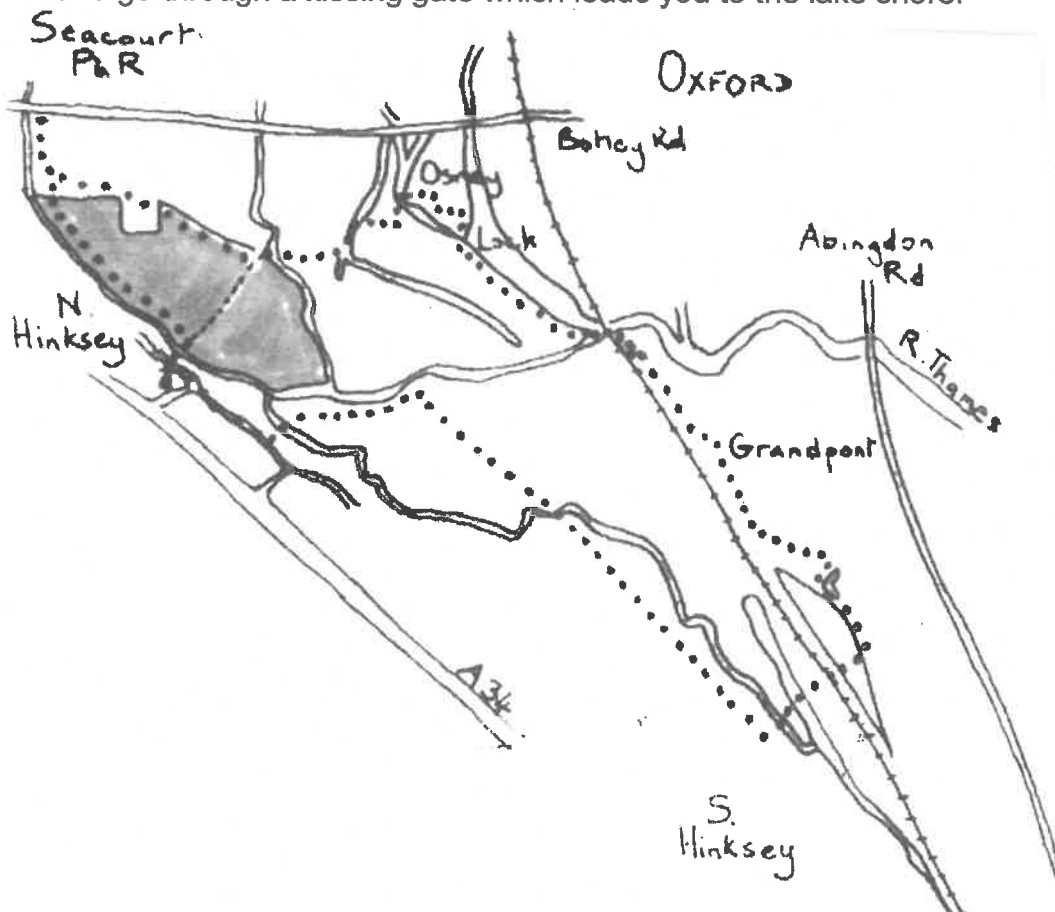 go through a kissing gate which leads you to the lake shore.
Seacourt
P&R
OXFORD
Botley Rd
Osney
Lock
Abingdon
Rd
N.
Hinksey
R. Thames
Grandpont
A34
S.
Hinksey